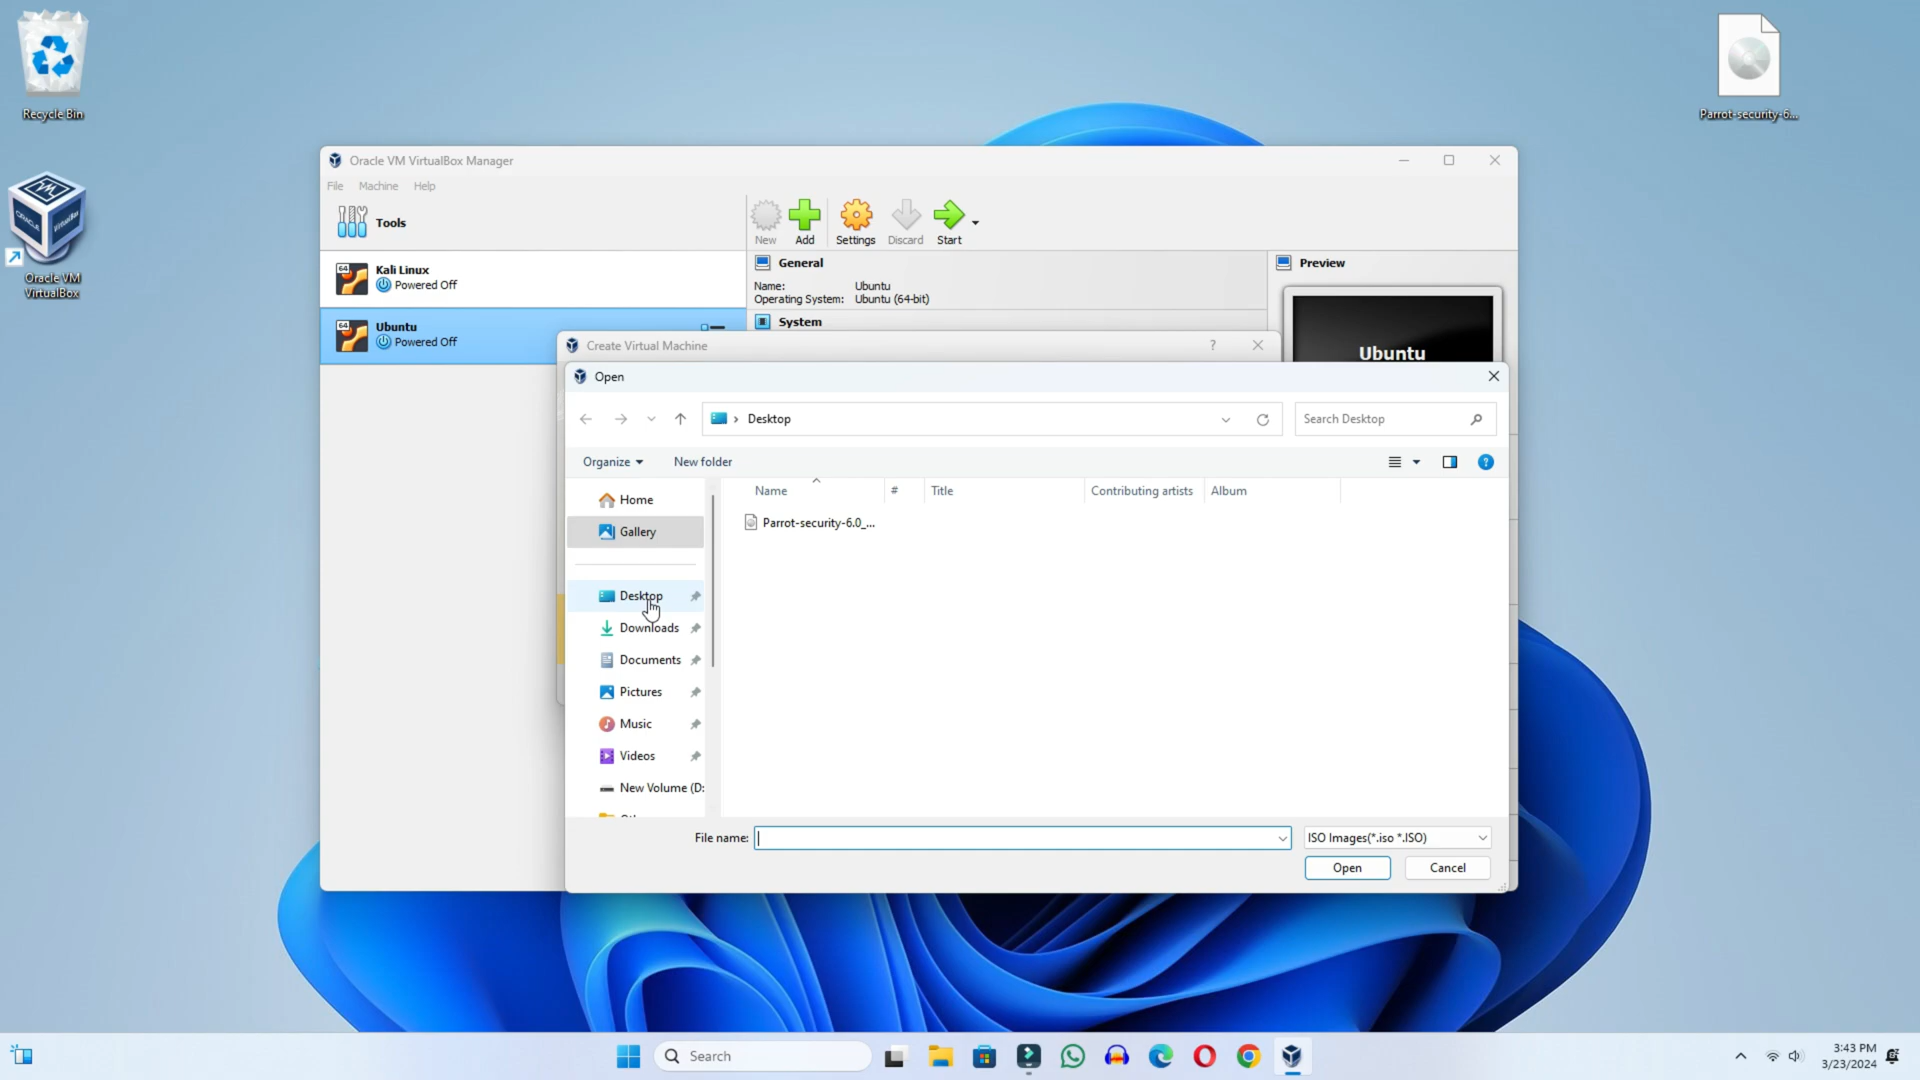 Recycle Bin
Parrot-security-6....
Oracle VM
VirtualBox
Oracle VM VirtualBox Manager
File Machine Help
Tools
New Add Settings Discard Start
64 Kali Linux
Powered Off
64 Ubuntu
Powered Off
General
Name: Ubuntu
Operating System: Ubuntu (64-bit)
System
Preview
Ubuntu
Create Virtual Machine ?
Open
Desktop
Search Desktop
Organize New folder ?
Name # Title Contributing artists Album
Parrot-security-6.0_...
Home
Gallery
Desktop
Downloads
Documents
Pictures
Music
Videos
New Volume (D:
File name: ISO Images(*.iso *.ISO)
Open Cancel
Search
3:43 PM
3/23/2024